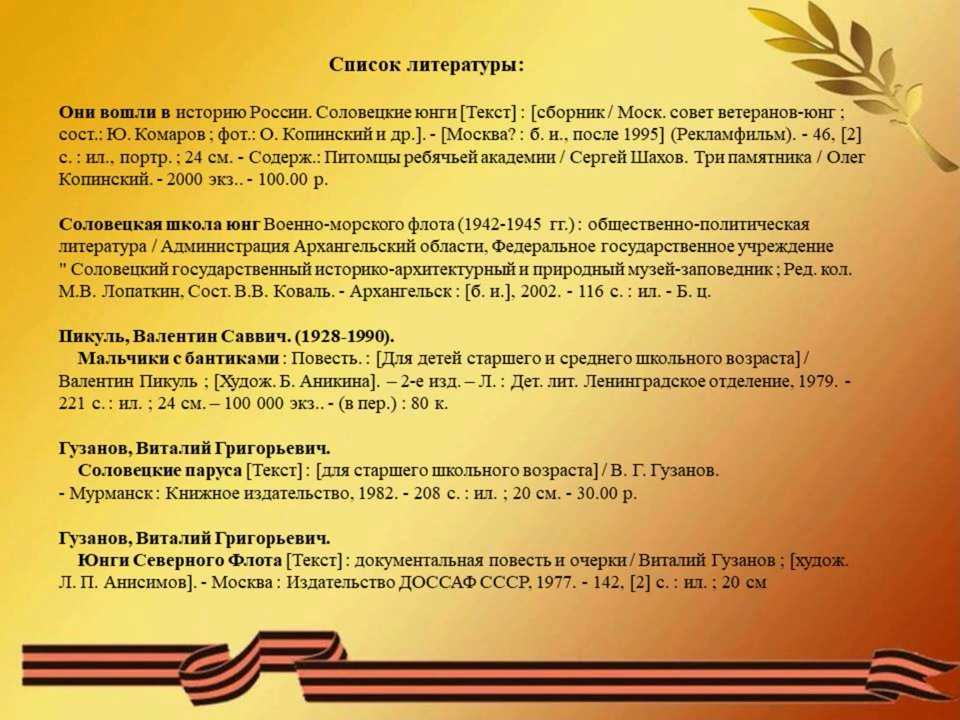 Список литературы:
Они вошли в историю России. Соловецкие юнги [Текст] : [сборник / Моск. совет ветеранов-юнг ;
сост.: Ю. Комаров ; фот.: О. Копинский и др.]. - [Москва? : б. и., после 1995] (Рекламфильм). - 46, [2]
с. : ил., портр. ; 24 см. - Содерж.: Питомцы ребячьей академии / Сергей Шахов. Три памятника / Олег
Копинский. - 2000 экз.. - 100.00 р.
Соловецкая школа юнг Военно-морского флота (1942-1945 гг.) : общественно-политическая
литература / Администрация Архангельский области, Федеральное государственное учреждение
" Соловецкий государственный историко-архитектурный и природный музей-заповедник ; Ред. кол.
М.В. Лопаткин, Сост. В.В. Коваль. - Архангельск : [б. и.], 2002. - 116 с. : ил. - Б. ц.
Пикуль, Валентин Саввич. (1928-1990).
Мальчики с бантиками : Повесть. : [Для детей старшего и среднего школьного возраста] /
Валентин Пикуль ; [Худож. Б. Аникина]. – 2-е изд. – Л. : Дет. лит. Ленинградское отделение, 1979. -
221 с. : ил. ; 24 см. – 100 000 экз.. - (в пер.) : 80 к.
Гузанов, Виталий Григорьевич.
Соловецкие паруса [Текст] : [для старшего школьного возраста] / В. Г. Гузанов.
- Мурманск : Книжное издательство, 1982. - 208 с. : ил. ; 20 см. - 30.00 р.
Гузанов, Виталий Григорьевич.
Юнги Северного Флота [Текст] : документальная повесть и очерки / Виталий Гузанов ; [худож.
Л. П. Анисимов]. - Москва : Издательство ДОССАФ СССР, 1977. - 142, [2] с. : ил. ; 20 см